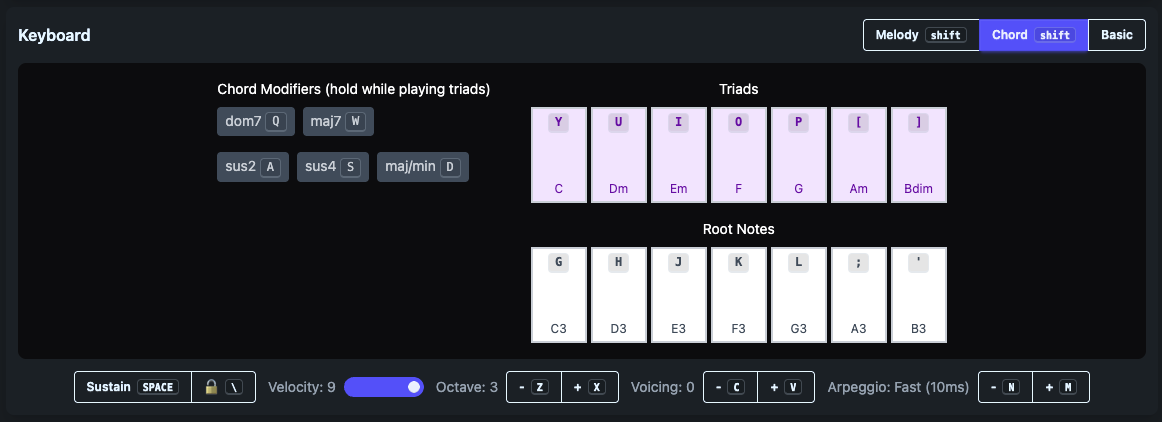 Keyboard
Melody shift
Chord shift
Basic
Chord Modifiers (hold while playing triads)
dom7 Q
maj7 W
sus2 A
sus4 S
maj/min D
Triads
Y U I O P [ ]
C Dm Em F G Am Bdim
Root Notes
G H J K L ; '
C3 D3 E3 F3 G3 A3 B3
Sustain SPACE
\
Velocity: 9
Octave: 3
- Z
+ X
Voicing: 0
- C
+ V
Arpeggio: Fast (10ms)
- N
+ M